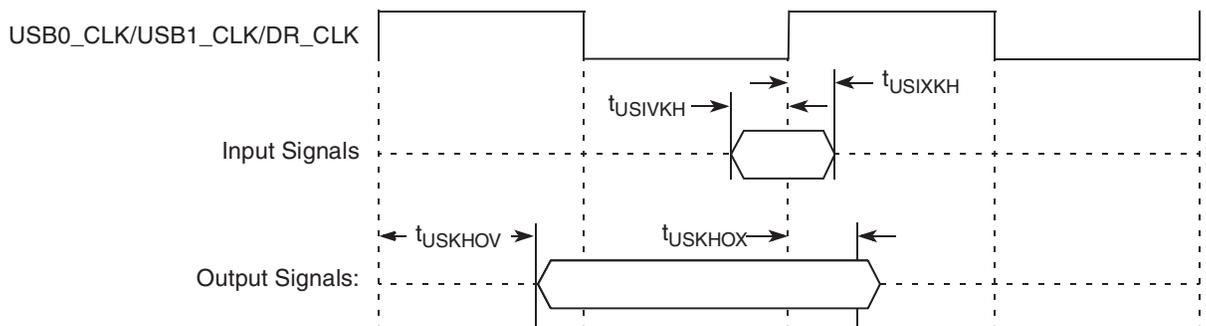 USB0_CLK/USB1_CLK/DR_CLK
tUSIXKH
tUSIVKH
Input Signals
tUSKHOV
tUSKHOX
Output Signals: